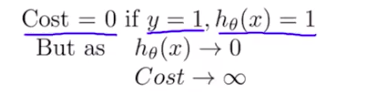 Cost = 0 if y = 1, hθ(x) = 1
But as hθ(x) → 0
Cost → ∞